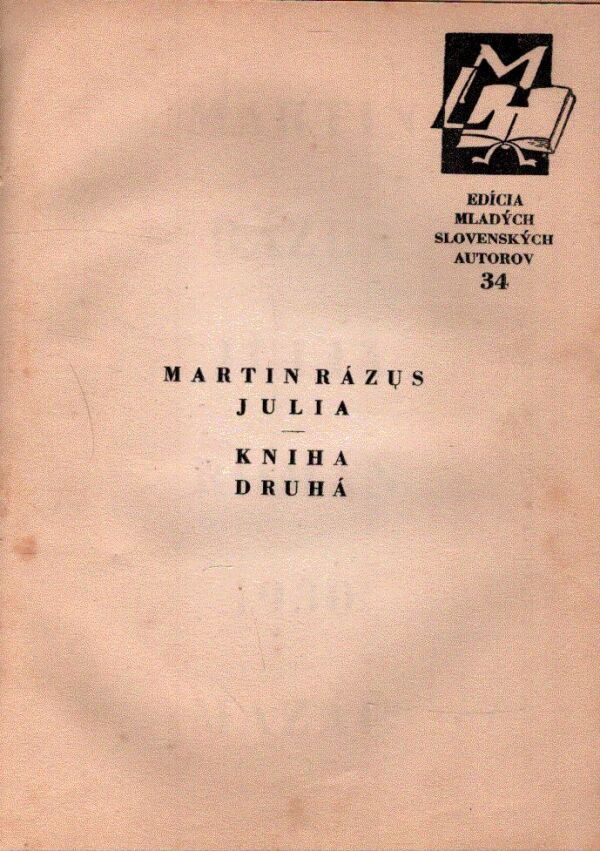 EDÍCIA
MLADÝCH
SLOVENSKÝCH
AUTOROV
34
MARTIN RÁZUS
JULIA
KNIHA
DRUHÁ